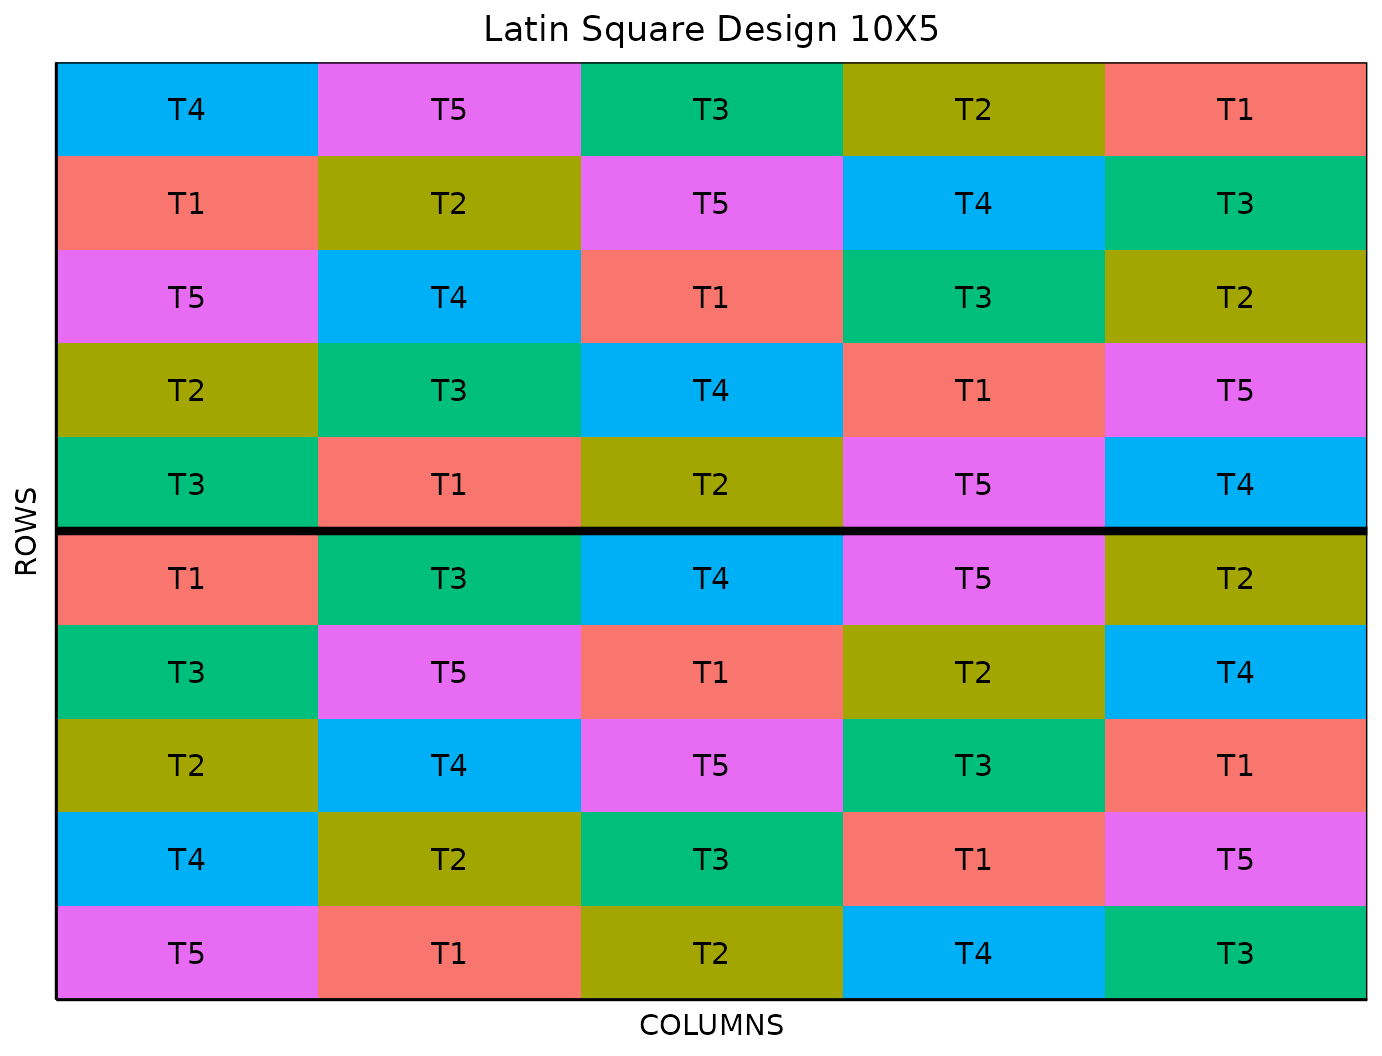 Latin Square Design 10X5
T4 T5 T3 T2 T1
T1 T2 T5 T4 T3
T5 T4 T1 T3 T2
T2 T3 T4 T1 T5
T3 T1 T2 T5 T4
ROWS
T1 T3 T4 T5 T2
T3 T5 T1 T2 T4
T2 T4 T5 T3 T1
T4 T2 T3 T1 T5
T5 T1 T2 T4 T3
COLUMNS